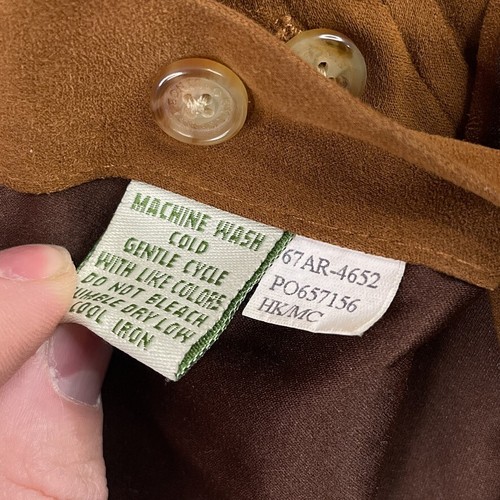 MACHINE WASH
COLD
GENTLE CYCLE
WITH LIKE COLORS
DO NOT BLEACH
UMBLE DRY LOW
COOL IRON
67AR-4652
PO657156
HK/MC